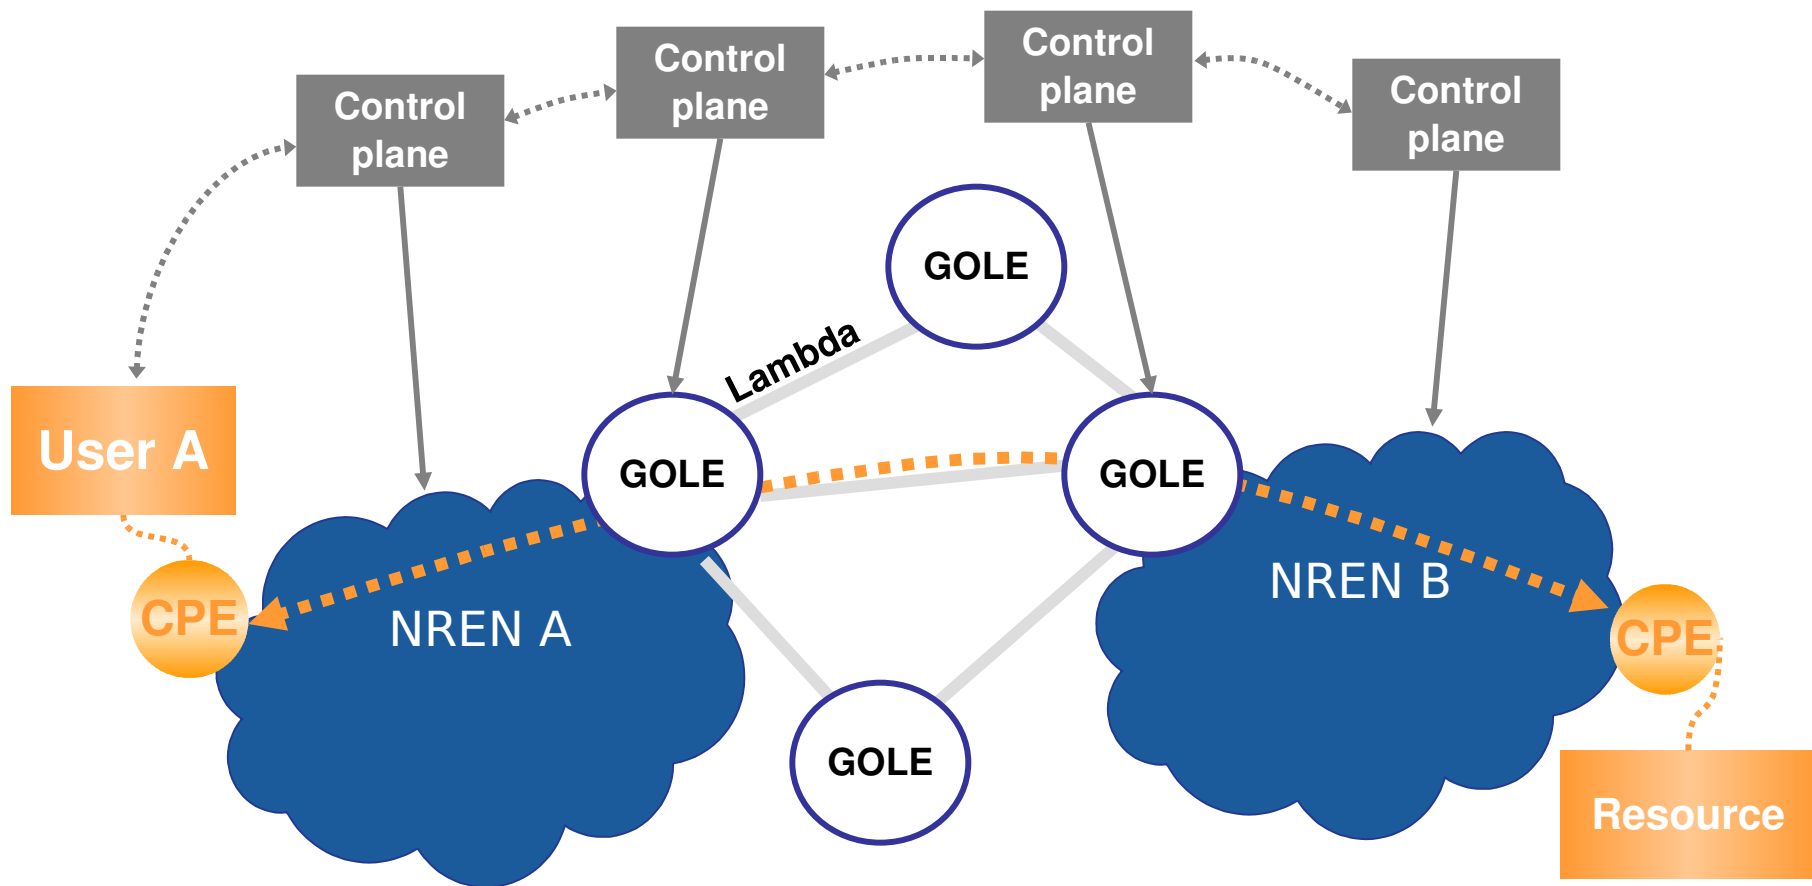 Control
plane
Control
plane
Control
plane
Control
plane
GOLE
Lambda
User A
GOLE
GOLE
NREN B
CPE
NREN A
CPE
GOLE
Resource